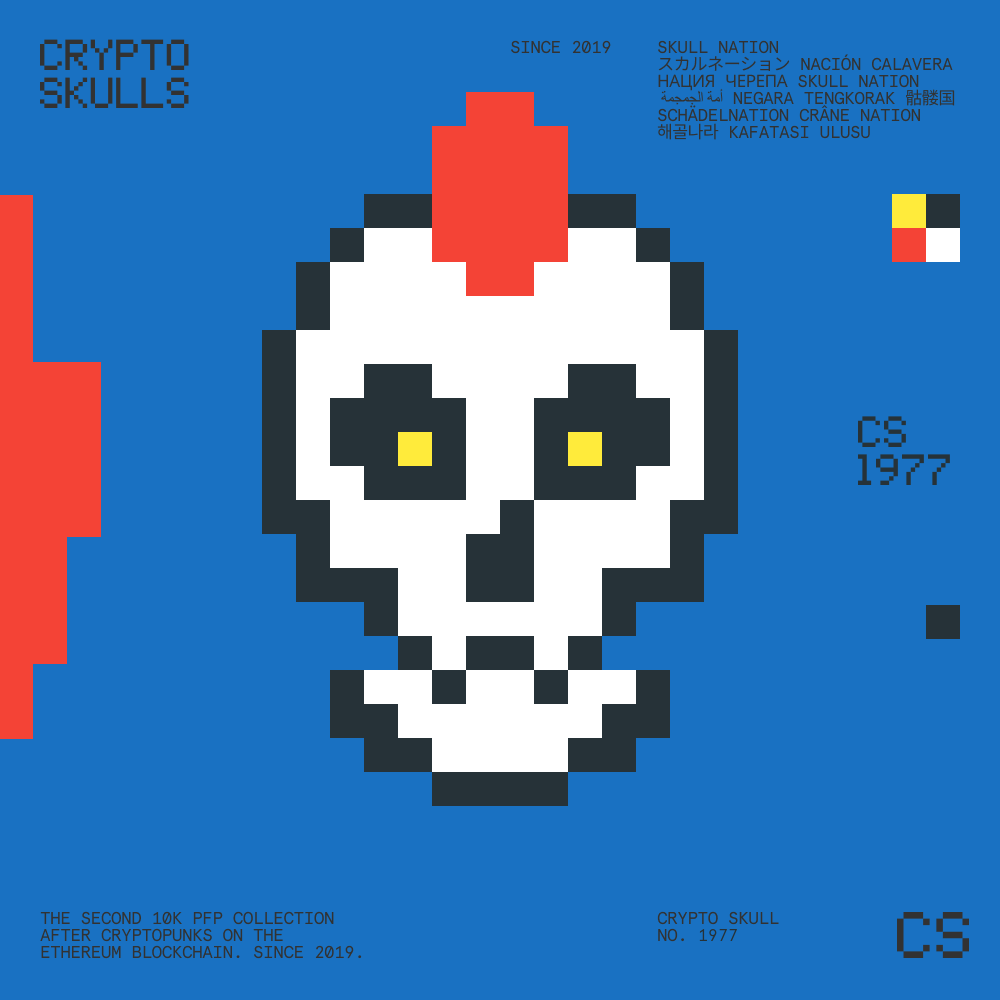 CRYPTO
SKULLS
SINCE 2019
SKULL NATION
スカルネーション NACIÓN CALAVERA
НАЦИЯ ЧЕРЕПА SKULL NATION
أمة الجمجمة NEGARA TENGKORAK 骷髅国
SCHÄDELNATION CRÂNE NATION
해골나라 KAFATASI ULUSU
CS
1977
THE SECOND 10K PFP COLLECTION
AFTER CRYPTOPUNKS ON THE
ETHEREUM BLOCKCHAIN. SINCE 2019.
CRYPTO SKULL
NO. 1977
CS